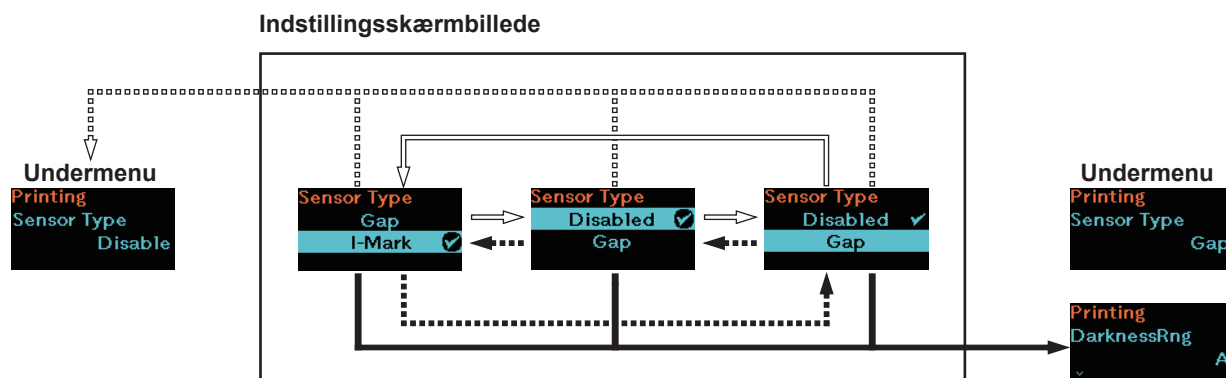 Indstillingsskærmbillede
Undermenu
Printing
Sensor Type
Disable
Sensor Type
Gap
I-Mark
Sensor Type
Disabled
Gap
Sensor Type
Disabled
Gap
Undermenu
Printing
Sensor Type
Gap
Printing
DarknessRng
A